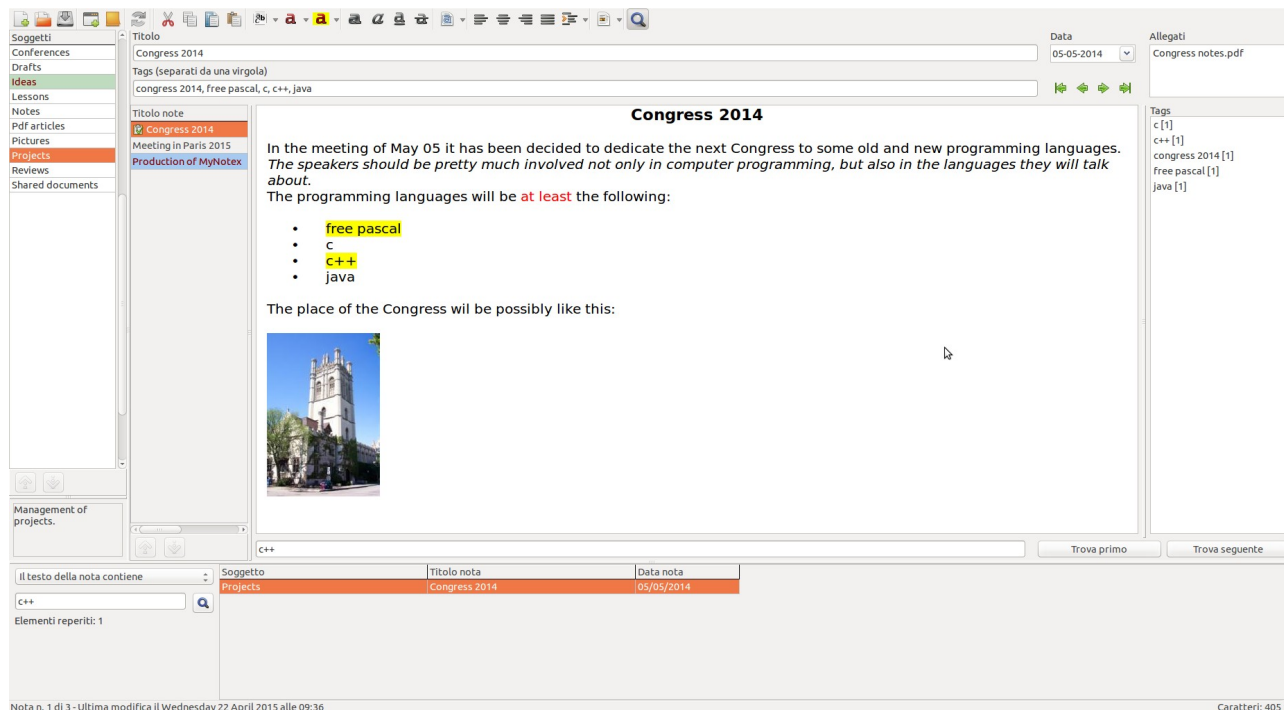 Soggetti
Conferences
Drafts
Ideas
Lessons
Notes
Pdf articles
Pictures
Projects
Reviews
Shared documents
Management of
projects.
Titolo
Congress 2014
Tags (separati da una virgola)
congress 2014, free pascal, c, c++, java
Data
05-05-2014
Allegati
Congress notes.pdf
Titolo note
Congress 2014
Meeting in Paris 2015
Production of MyNotex
Congress 2014
In the meeting of May 05 it has been decided to dedicate the next Congress to some old and new programming languages.
The speakers should be pretty much involved not only in computer programming, but also in the languages they will talk
about.
The programming languages will be at least the following:
• free pascal
• c
• c++
• java
The place of the Congress wil be possibly like this:
Tags
c [1]
c++ [1]
congress 2014 [1]
free pascal [1]
java [1]
c++
Trova primo
Trova seguente
Il testo della nota contiene
c++
Elementi reperiti: 1
Soggetto Titolo nota Data nota
Projects Congress 2014 05/05/2014
Nota n. 1 di 3 - Ultima modifica il Wednesday 22 April 2015 alle 09:36
Caratteri: 405